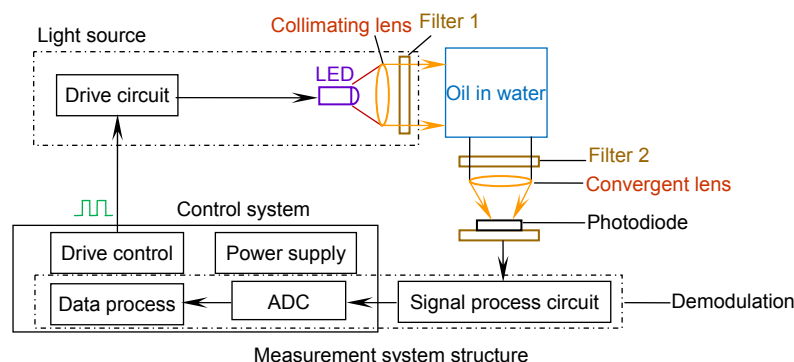 Light source
Collimating lens
Filter 1
LED
Drive circuit
Oil in water
Filter 2
Convergent lens
Photodiode
Control system
Drive control
Power supply
Data process
ADC
Signal process circuit
Demodulation
Measurement system structure